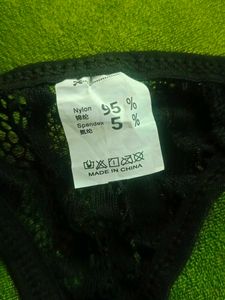 Nylon 95 %
锦纶
Spandex 5 %
氨纶
MADE IN CHINA